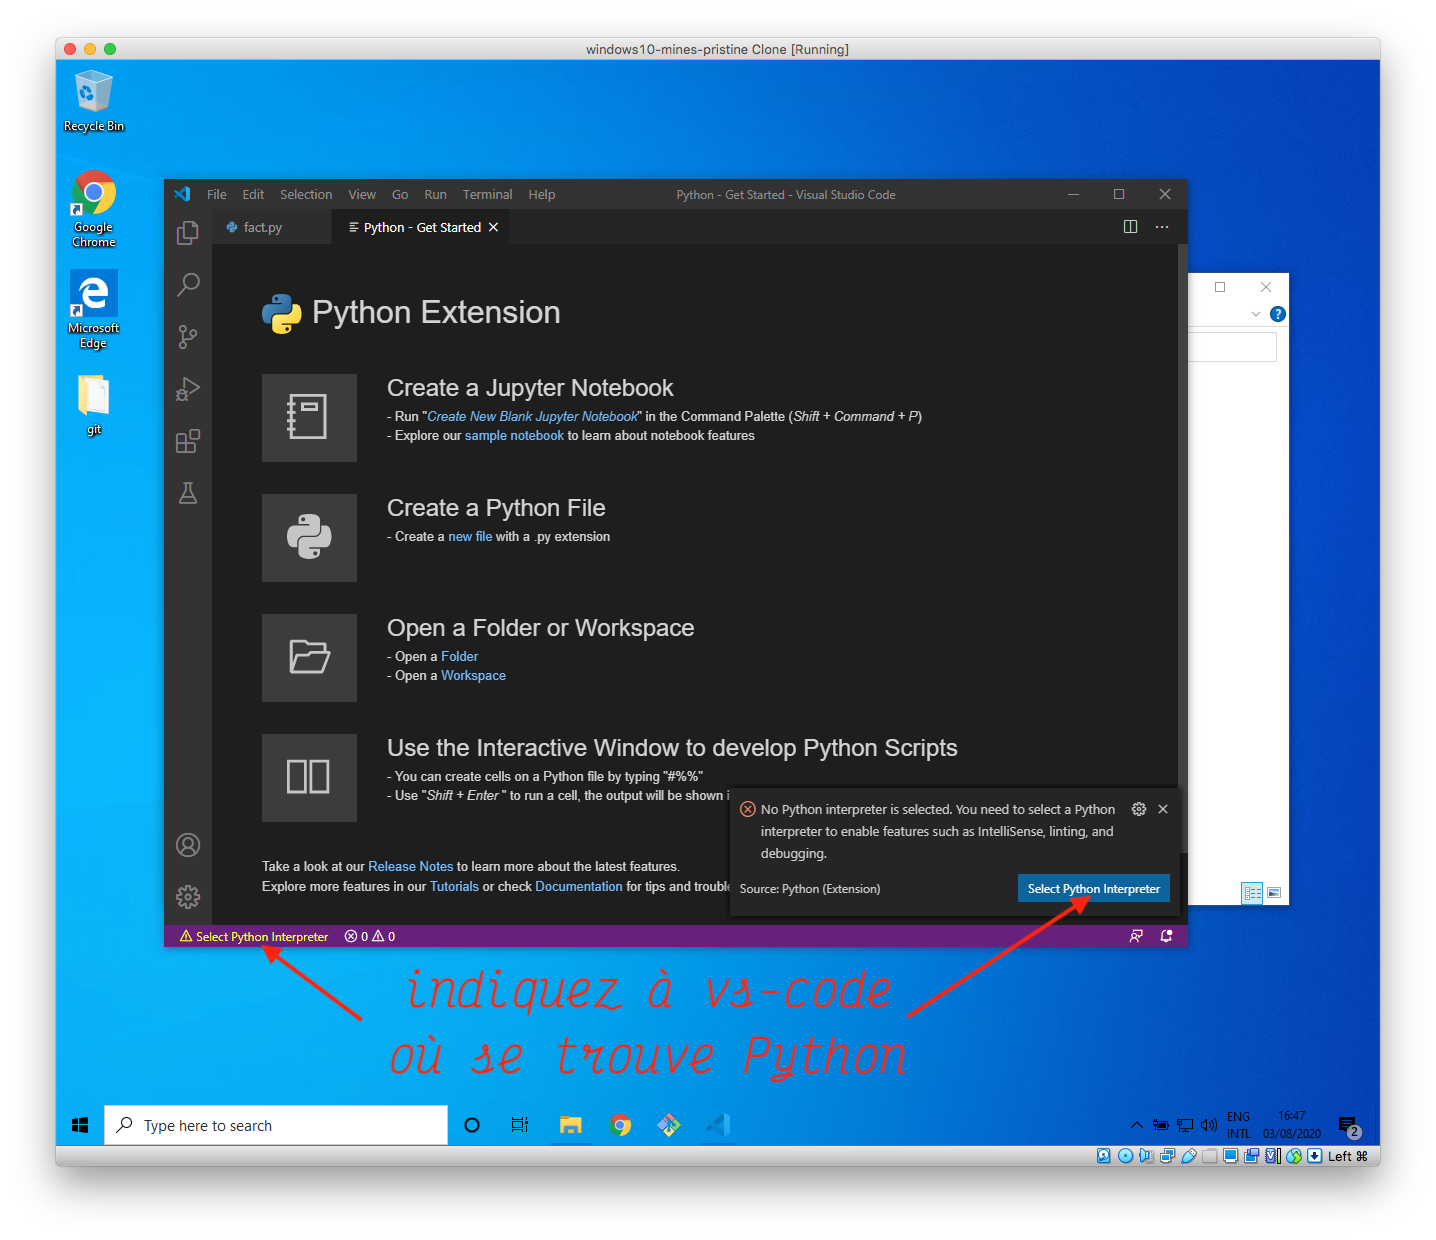 windows10-mines-pristine Clone [Running]
Recycle Bin
Google
Chrome
Microsoft
Edge
git
File Edit Selection View Go Run Terminal Help
Python - Get Started - Visual Studio Code
fact.py
Python - Get Started
Python Extension
Create a Jupyter Notebook
- Run "Create New Blank Jupyter Notebook" in the Command Palette (Shift + Command + P)
- Explore our sample notebook to learn about notebook features
Create a Python File
- Create a new file with a .py extension
Open a Folder or Workspace
- Open a Folder
- Open a Workspace
Use the Interactive Window to develop Python Scripts
- You can create cells on a Python file by typing "#%%"
- Use "Shift + Enter " to run a cell, the output will be shown i
No Python interpreter is selected. You need to select a Python
interpreter to enable features such as IntelliSense, linting, and
debugging.
Source: Python (Extension)
Select Python Interpreter
Take a look at our Release Notes to learn more about the latest features.
Explore more features in our Tutorials or check Documentation for tips and trouble
Select Python Interpreter
0 0
indiquez à vs-code
où se trouve Python
Type here to search
ENG
INTL
16:47
03/08/2020
2
Left ⌘